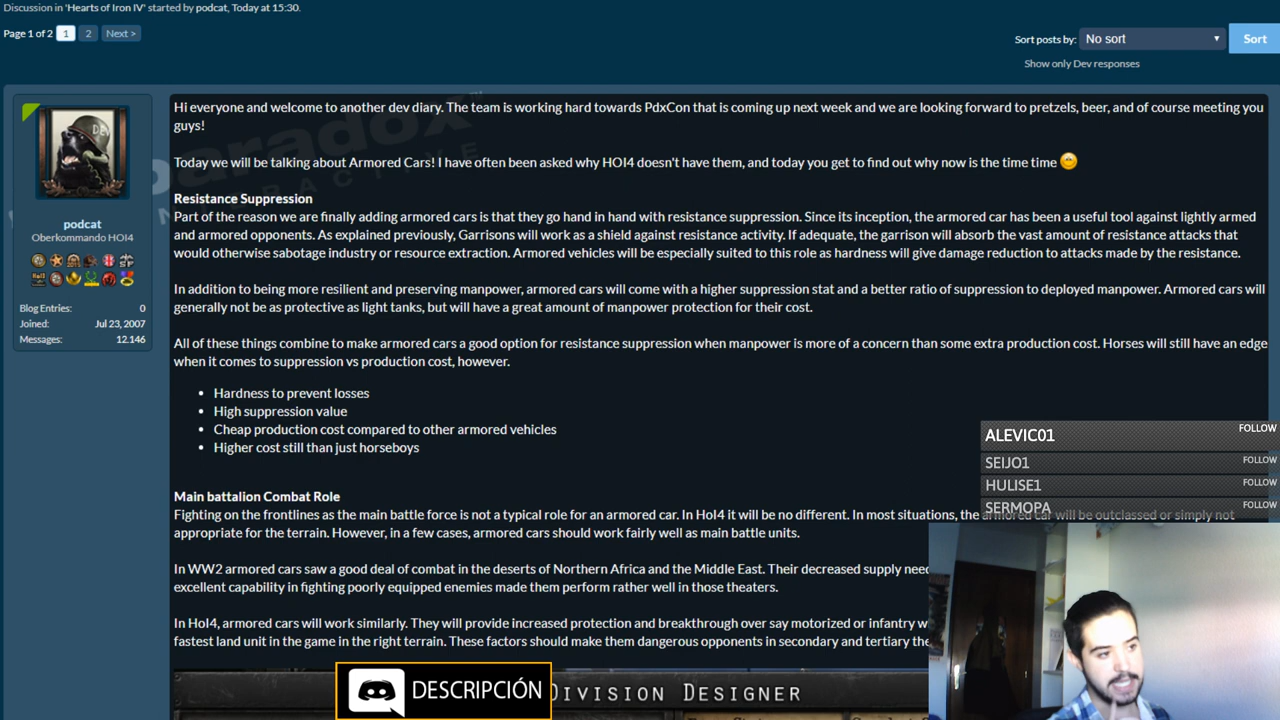 Discussion in 'Hearts of Iron IV' started by podcat, Today at 15:30.
Page 1 of 2 1 2 Next >
Sort posts by: No sort Sort
Show only Dev responses
paradox
INTERACTIVE
podcat
Oberkommando HOI4
Blog Entries: 0
Joined: Jul 23, 2007
Messages: 12.146
Hi everyone and welcome to another dev diary. The team is working hard towards PdxCon that is coming up next week and we are looking forward to pretzels, beer, and of course meeting you
guys!
Today we will be talking about Armored Cars! I have often been asked why HOI4 doesn't have them, and today you get to find out why now is the time time
Resistance Suppression
Part of the reason we are finally adding armored cars is that they go hand in hand with resistance suppression. Since its inception, the armored car has been a useful tool against lightly armed
and armored opponents. As explained previously, Garrisons will work as a shield against resistance activity. If adequate, the garrison will absorb the vast amount of resistance attacks that
would otherwise sabotage industry or resource extraction. Armored vehicles will be especially suited to this role as hardness will give damage reduction to attacks made by the resistance.
In addition to being more resilient and preserving manpower, armored cars will come with a higher suppression stat and a better ratio of suppression to deployed manpower. Armored cars will
generally not be as protective as light tanks, but will have a great amount of manpower protection for their cost.
All of these things combine to make armored cars a good option for resistance suppression when manpower is more of a concern than some extra production cost. Horses will still have an edge
when it comes to suppression vs production cost, however.
• Hardness to prevent losses
• High suppression value
• Cheap production cost compared to other armored vehicles
• Higher cost still than just horseboys
Main battalion Combat Role
Fighting on the frontlines as the main battle force is not a typical role for an armored car. In HoI4 it will be no different. In most situations, the armored car will be outclassed or simply not
appropriate for the terrain. However, in a few cases, armored cars should work fairly well as main battle units.
In WW2 armored cars saw a good deal of combat in the deserts of Northern Africa and the Middle East. Their decreased supply
excellent capability in fighting poorly equipped enemies made them perform rather well in those theaters.
In HoI4, armored cars will work similarly. They will provide increased protection and breakthrough over say motorized or infantry
fastest land unit in the game in the right terrain. These factors should make them dangerous opponents in secondary and tertiary
ALEVIC01 FOLLOW
SEIJO1 FOLLOW
HULISE1 FOLLOW
SERMOPA FOLLOW
DESCRIPCIÓN
DIVISION DESIGNER